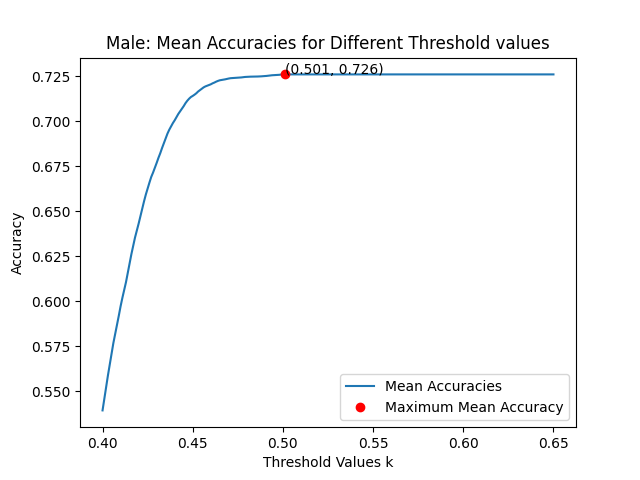 Male: Mean Accuracies for Different Threshold values
(0.501, 0.726)
0.725
0.700
0.675
0.650
0.625
0.600
0.575
0.550
Accuracy
Mean Accuracies
Maximum Mean Accuracy
0.40 0.45 0.50 0.55 0.60 0.65
Threshold Values k